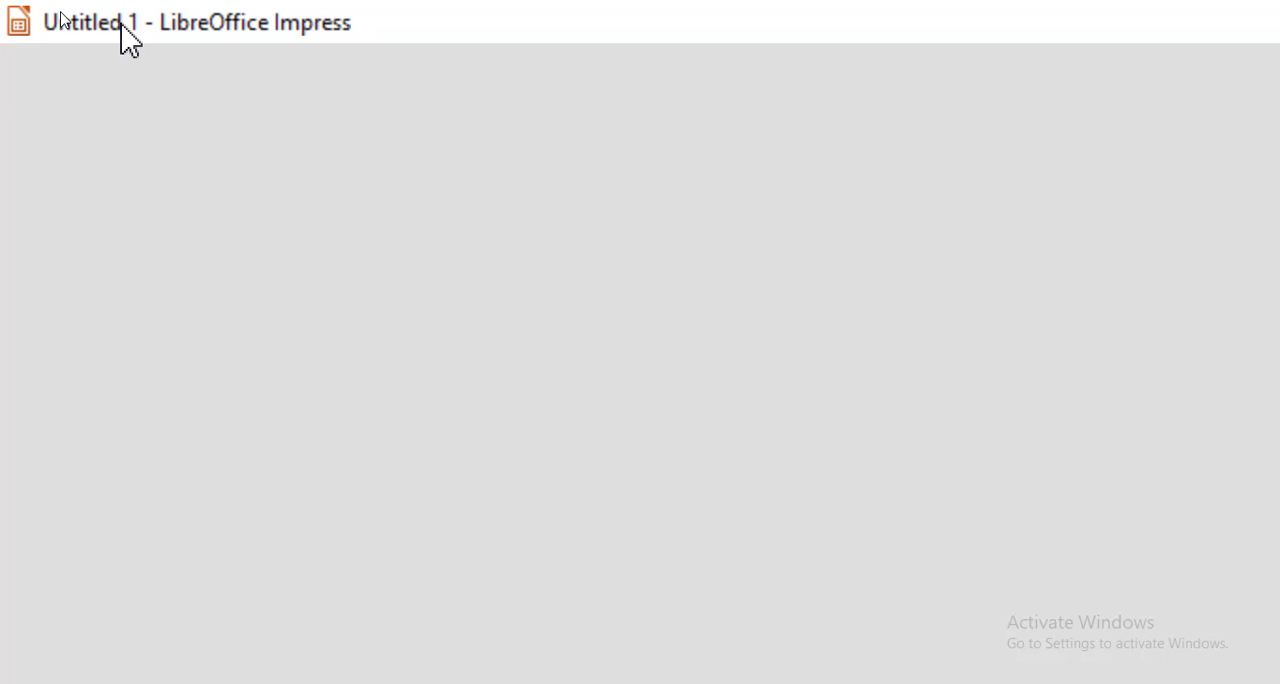 Untitled 1 - LibreOffice Impress
Activate Windows
Go to Settings to activate Windows.